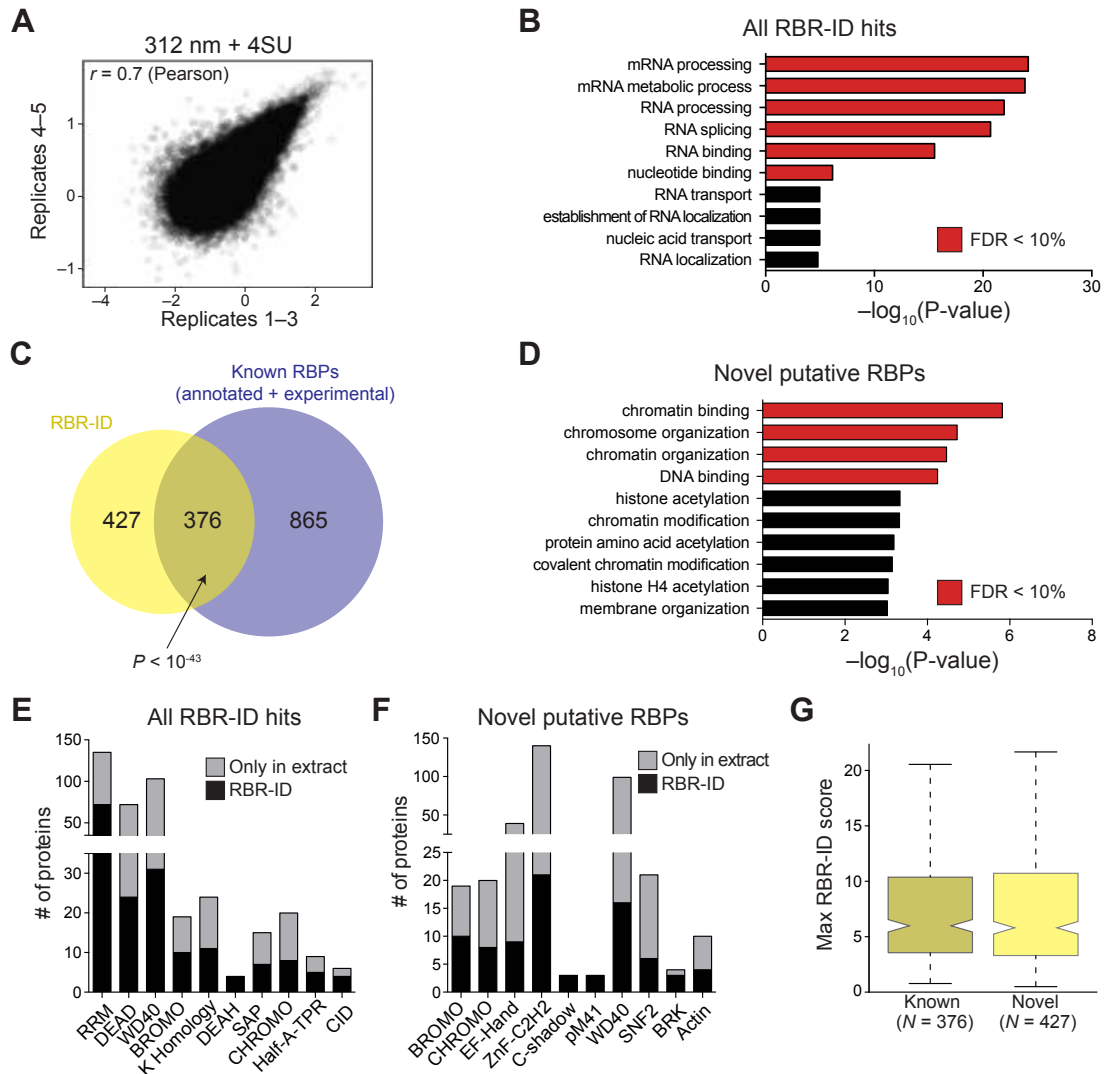 A
312 nm + 4SU
r = 0.7 (Pearson)
Replicates 4–5
1
0
–1
–4
–2
0
2
Replicates 1–3
B
All RBR-ID hits
mRNA processing
mRNA metabolic process
RNA processing
RNA splicing
RNA binding
nucleotide binding
RNA transport
establishment of RNA localization
nucleic acid transport
RNA localization
FDR < 10%
0
10
20
30
–log10(P-value)
C
Known RBPs
(annotated + experimental)
RBR-ID
427
376
865
P < 10-43
D
Novel putative RBPs
chromatin binding
chromosome organization
chromatin organization
DNA binding
histone acetylation
chromatin modification
protein amino acid acetylation
covalent chromatin modification
histone H4 acetylation
membrane organization
FDR < 10%
0
2
4
6
8
–log10(P-value)
E
All RBR-ID hits
Only in extract
RBR-ID
# of proteins
150
100
50
30
20
10
0
RRM
DEAD
WD40
BROMO
K Homology
DEAH
SAP
CHROMO
Half-A-TPR
CID
F
Novel putative RBPs
Only in extract
RBR-ID
# of proteins
150
100
50
25
20
15
10
5
0
BROMO
CHROMO
EF-Hand
ZnF-C2H2
C-shadow
pM41
WD40
SNF2
BRK
Actin
G
Max RBR-ID score
20
15
10
5
0
Known
(N = 376)
Novel
(N = 427)